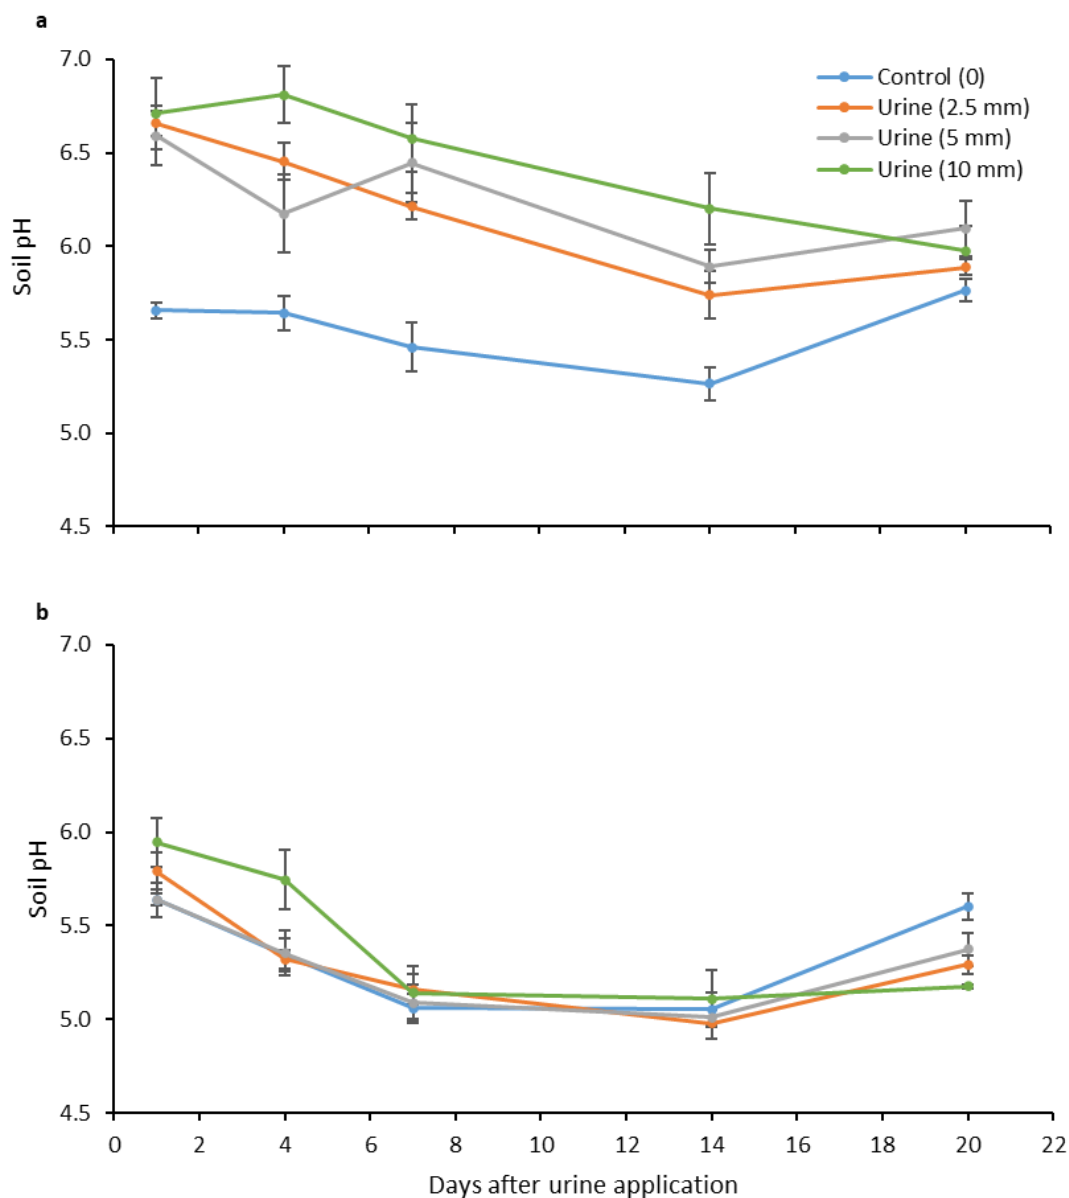 a
7.0
6.5
6.0
5.5
5.0
4.5
Soil pH
Control (0)
Urine (2.5 mm)
Urine (5 mm)
Urine (10 mm)
b
7.0
6.5
6.0
5.5
5.0
4.5
Soil pH
0 2 4 6 8 10 12 14 16 18 20 22
Days after urine application